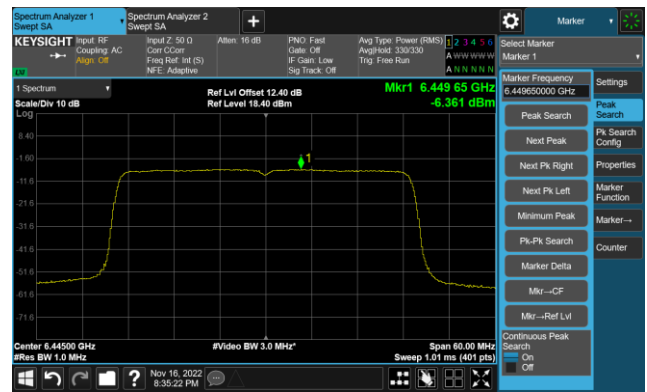 Spectrum Analyzer 1
Swept SA
Spectrum Analyzer 2
Swept SA
+
Marker
KEYSIGHT
Input: RF
Coupling: AC
Align: Off
Input Z: 50 Ω
Corr CCorr
Freq Ref: Int (S)
NFE: Adaptive
Atten: 16 dB
PNO: Fast
Gate: Off
IF Gain: Low
Sig Track: Off
Avg Type: Power (RMS)
Avg|Hold: 330/330
Trig: Free Run
1 2 3 4 5 6
A W W W W W
A N N N N N
Select Marker
Marker 1
1 Spectrum
Scale/Div 10 dB
Log
Ref Lvl Offset 12.40 dB
Ref Level 18.40 dBm
Mkr1 6.449 65 GHz
-6.361 dBm
8.40
-1.60
-11.6
-21.6
-31.6
-41.6
-51.6
-61.6
-71.6
1
Center 6.44500 GHz
#Res BW 1.0 MHz
#Video BW 3.0 MHz*
Span 60.00 MHz
Sweep 1.01 ms (401 pts)
Marker Frequency
6.449650000 GHz
Peak Search
Next Peak
Next Pk Right
Next Pk Left
Minimum Peak
Pk-Pk Search
Marker Delta
Mkr→CF
Mkr→Ref Lvl
Continuous Peak
Search
On
Off
Settings
Peak
Search
Pk Search
Config
Properties
Marker
Function
Marker→
Counter
?
Nov 16, 2022
8:35:22 PM